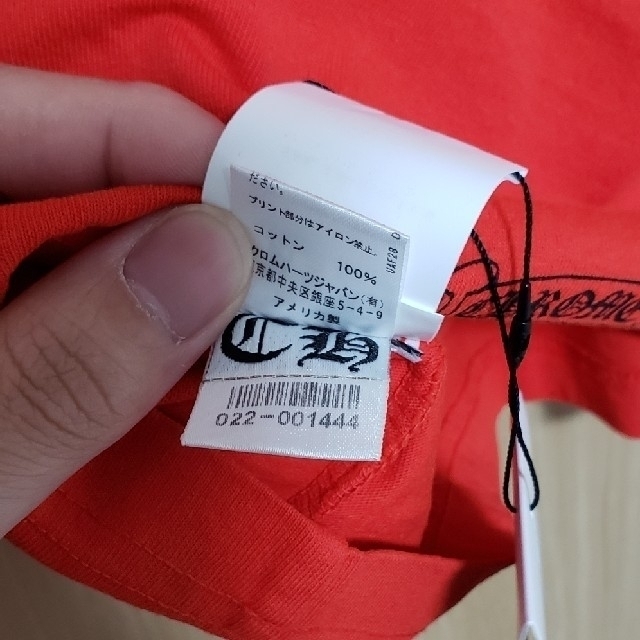 ださい。
プリント部分はアイロン禁止。
コットン 100%
クロムハーツジャパン(有)
京都中央区銀座5-4-9
アメリカ製
CH
022-001444
CHROME